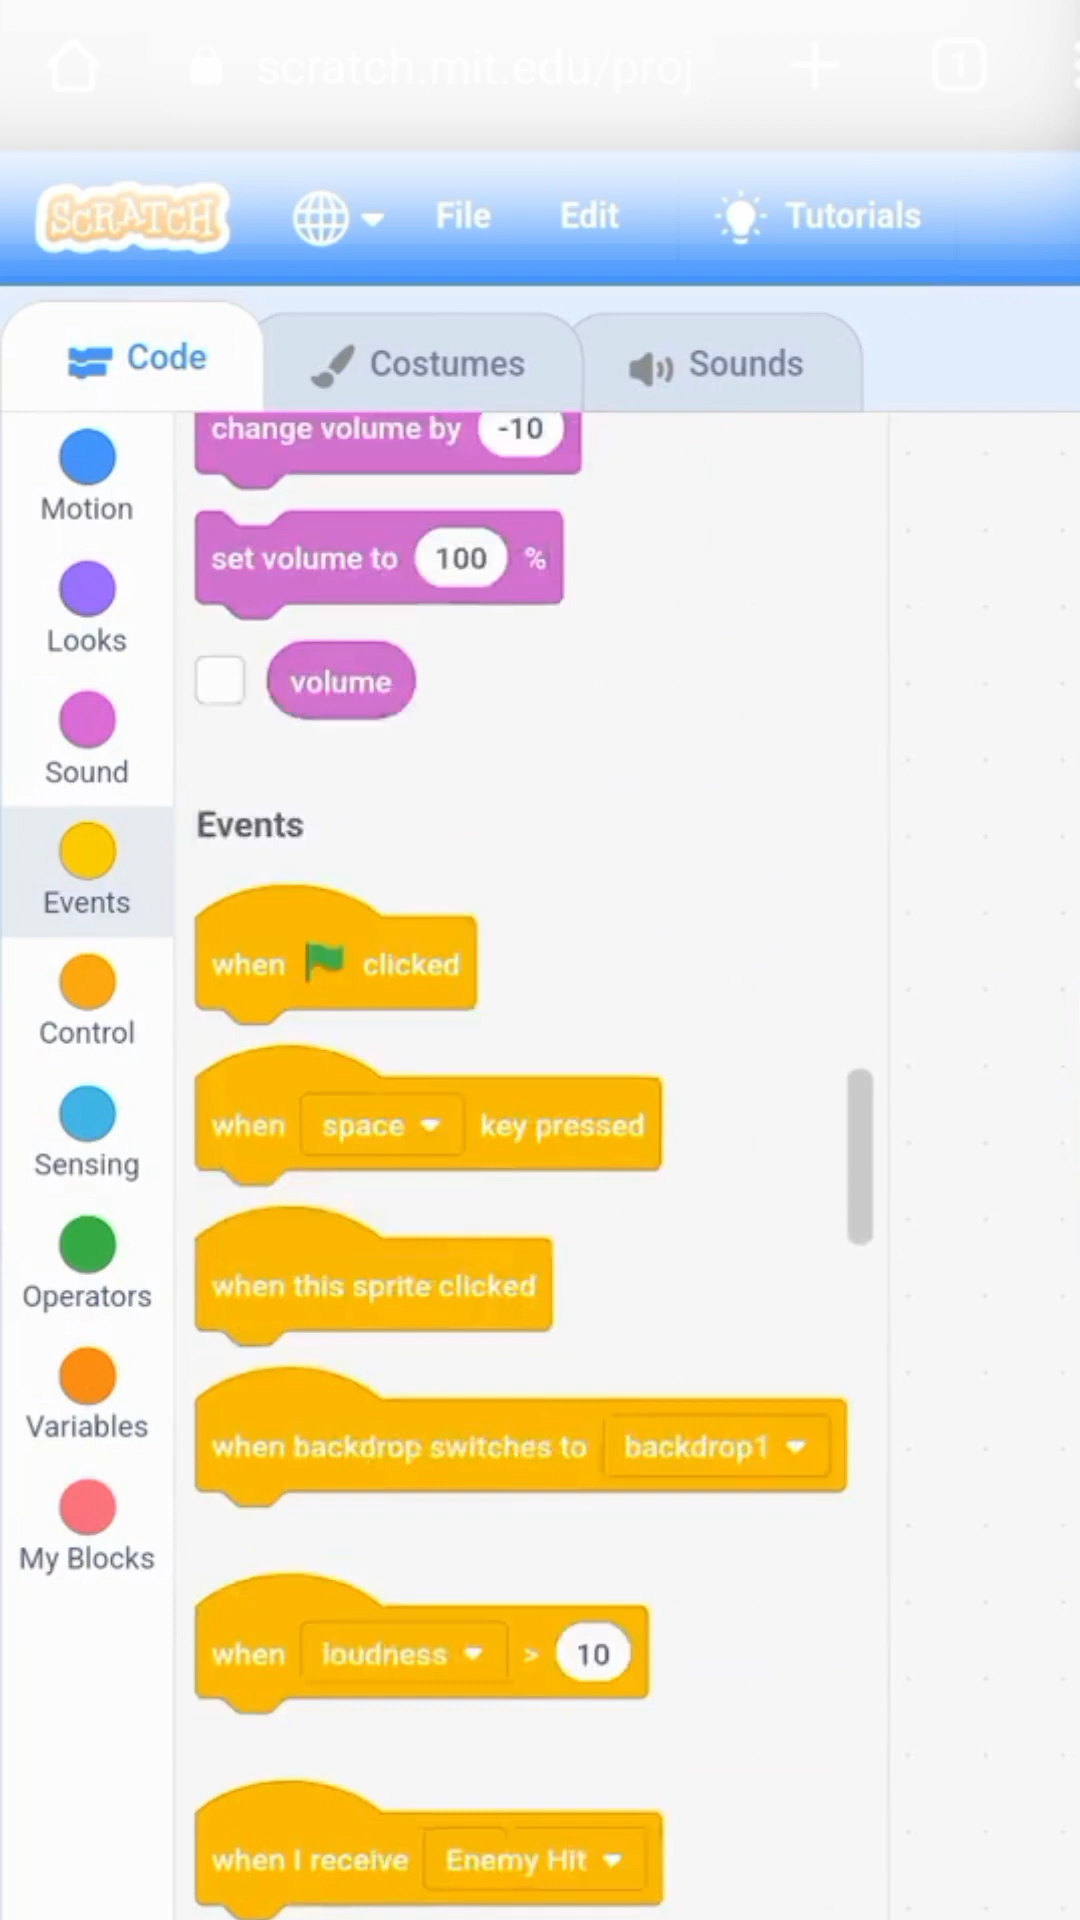 scratch.mit.edu/proj
1
SCRATCH
File
Edit
Tutorials
Code
Costumes
Sounds
Motion
Looks
Sound
Events
Control
Sensing
Operators
Variables
My Blocks
change volume by -10
set volume to 100 %
volume
Events
when clicked
when space key pressed
when this sprite clicked
when backdrop switches to backdrop1
when loudness > 10
when I receive Enemy Hit